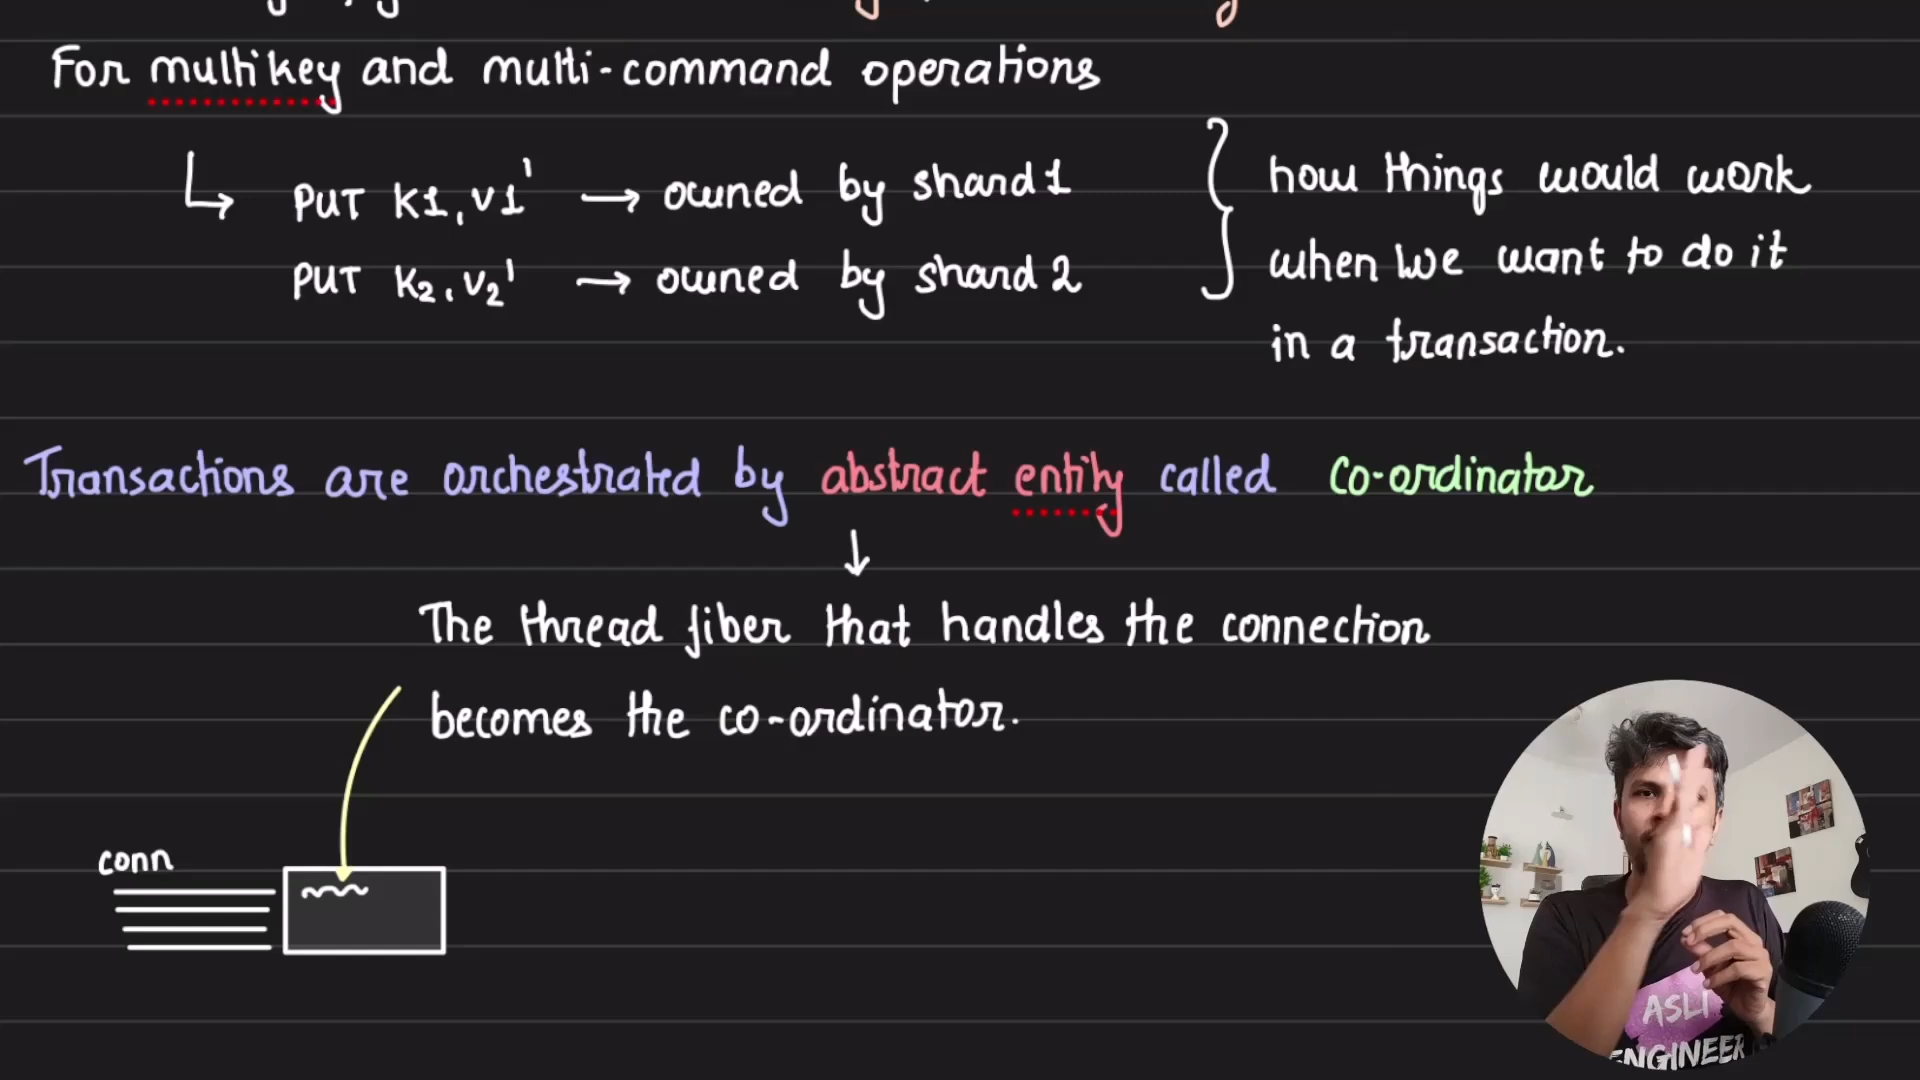 For multikey and multi-command operations
PUT K1, V1' → owned by shard 1
PUT K2, V2' → owned by shard 2
how things would work
when we want to do it
in a transaction.
Transactions are orchestrated by abstract entity called Co-ordinator
The thread fiber that handles the connection
becomes the co-ordinator.
conn
ASLI
ENGINEER